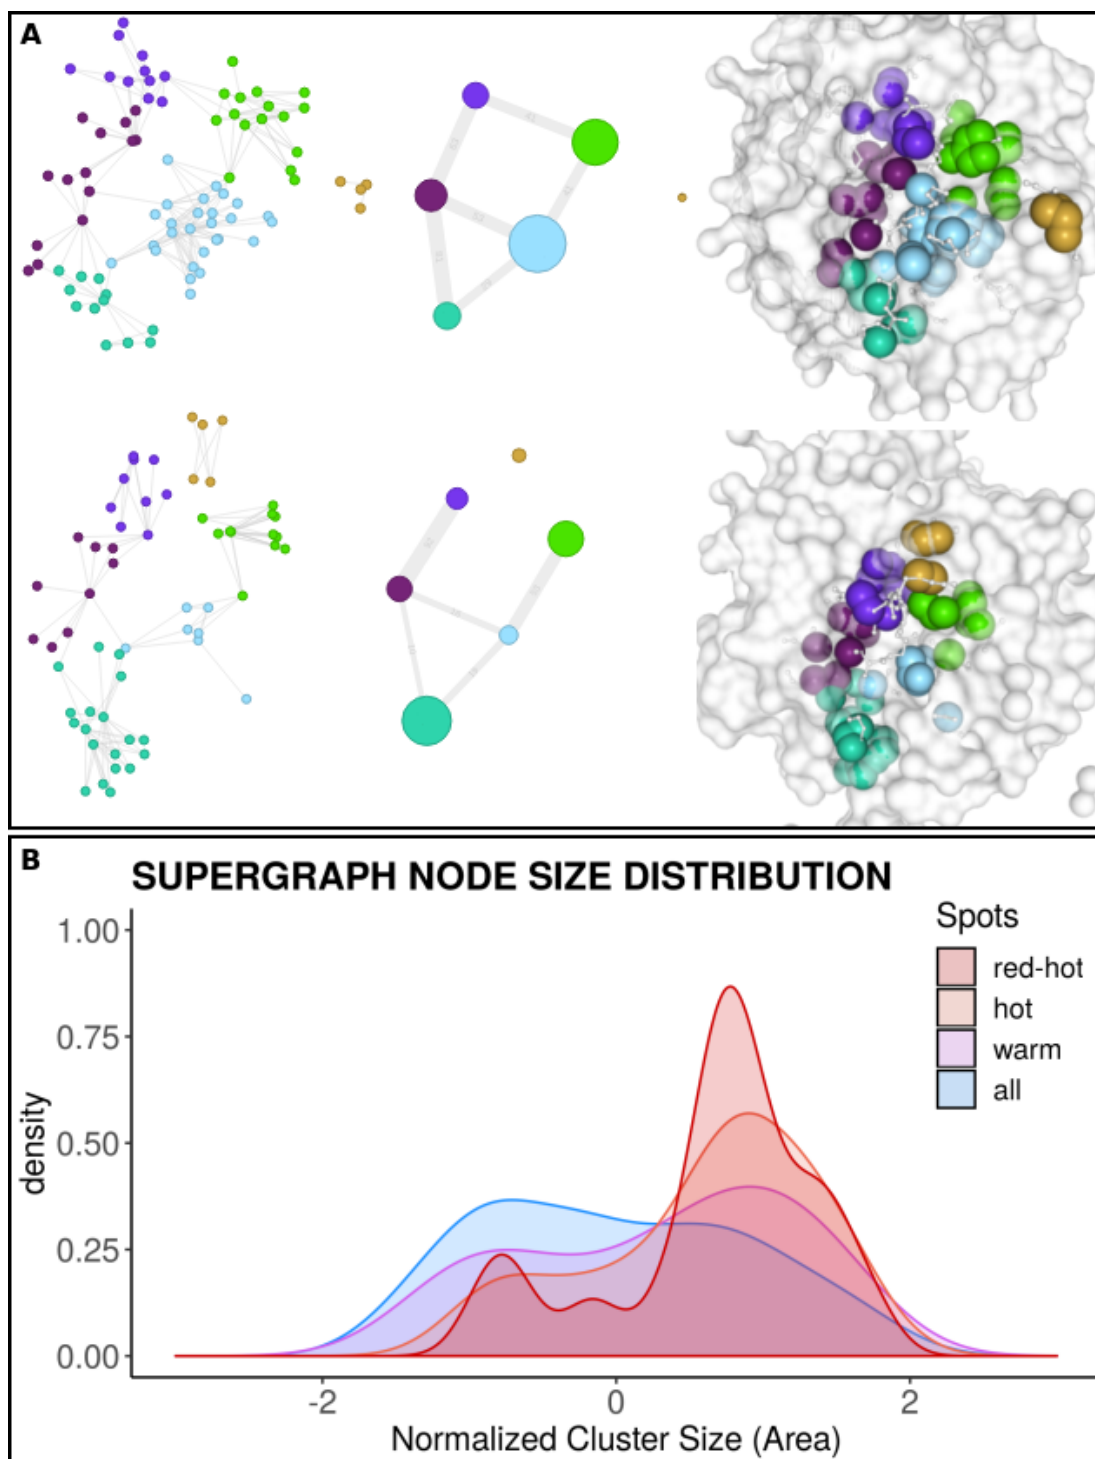 A
B
SUPERGRAPH NODE SIZE DISTRIBUTION
Spots
red-hot
hot
warm
all
1.00
0.75
0.50
0.25
0.00
density
-2 0 2
Normalized Cluster Size (Area)